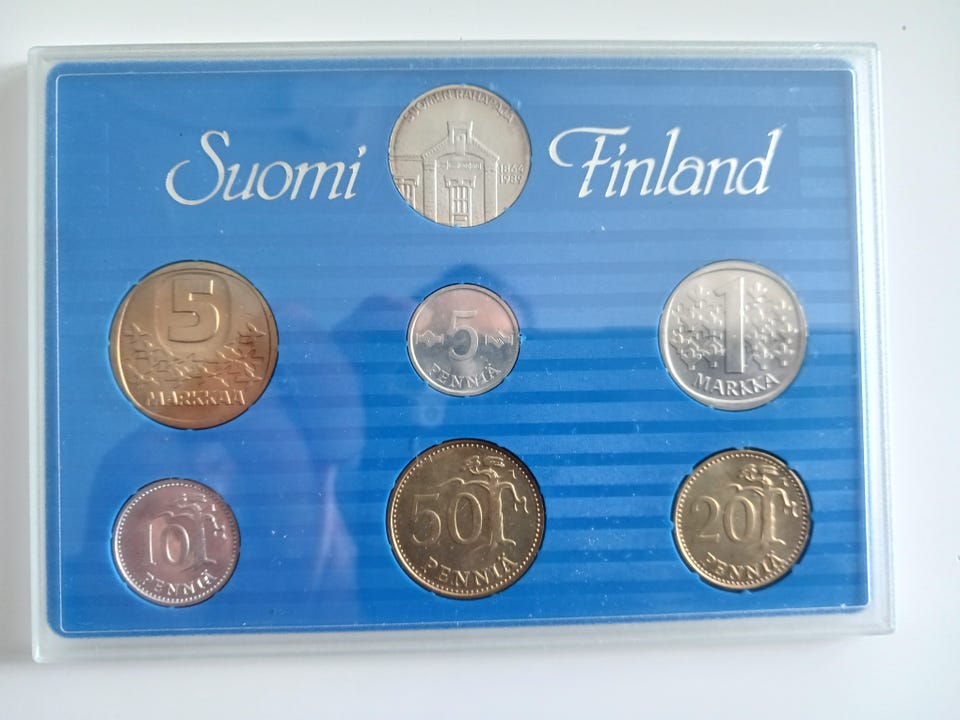 Suomi
SUOMEN RAHAPAJA
1864
1989
Finland
5
MARKKAA
5
PENNIÄ
1
MARKKA
10
PENNIÄ
50
PENNIÄ
20
PENNIÄ